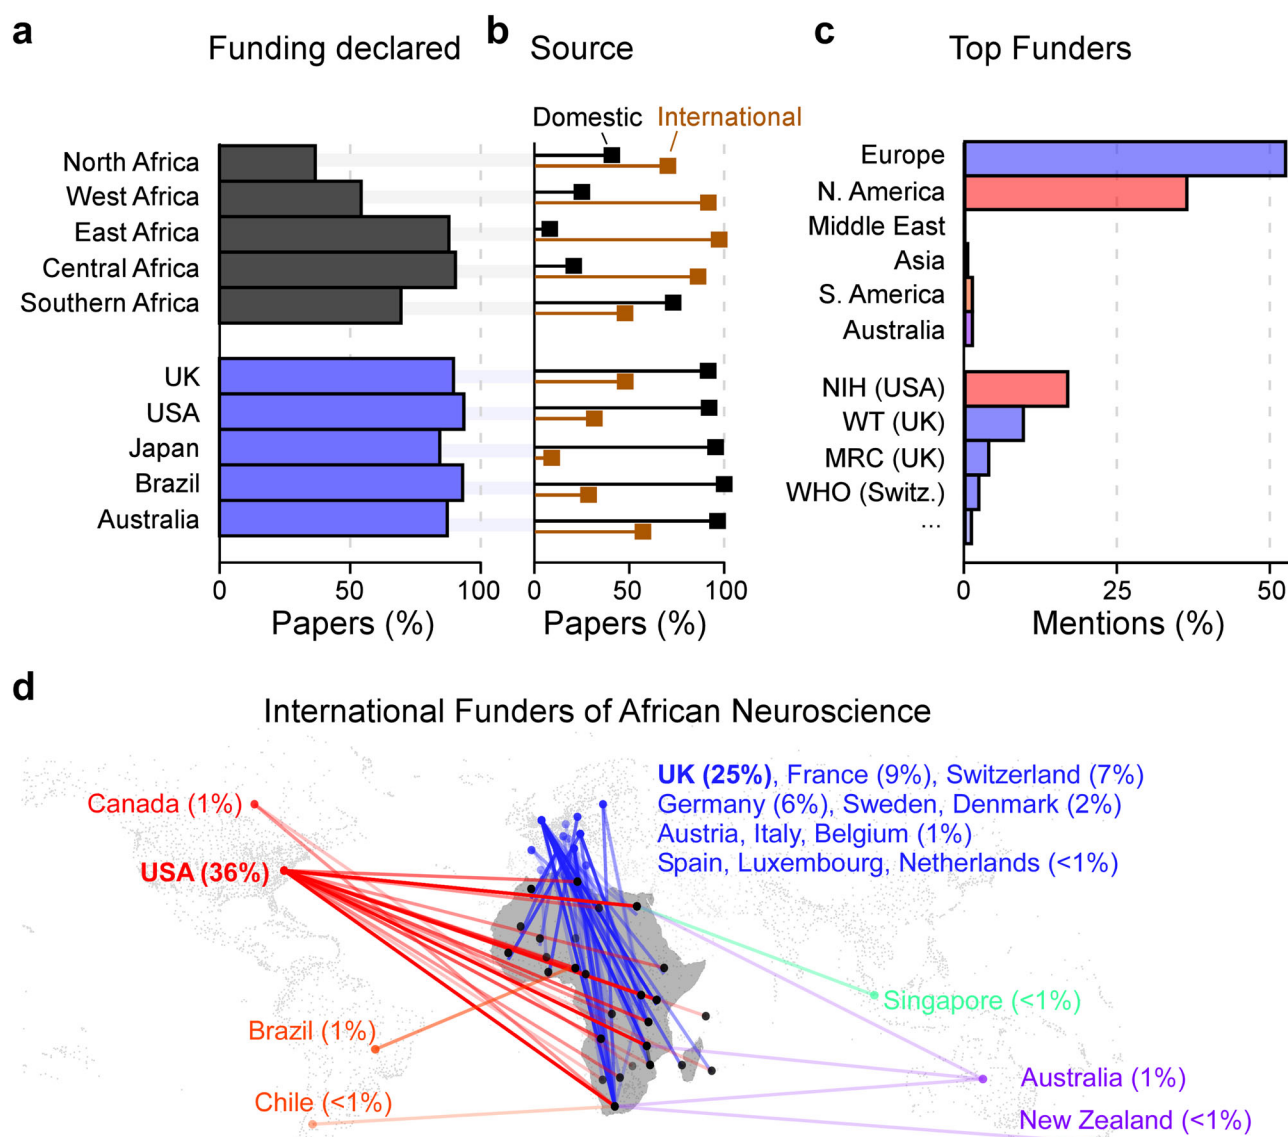 a
Funding declared
North Africa
West Africa
East Africa
Central Africa
Southern Africa
UK
USA
Japan
Brazil
Australia
0 50 100
Papers (%)
b
Source
Domestic International
0 50 100
Papers (%)
c
Top Funders
Europe
N. America
Middle East
Asia
S. America
Australia
NIH (USA)
WT (UK)
MRC (UK)
WHO (Switz.)
...
0 25 50
Mentions (%)
d
International Funders of African Neuroscience
UK (25%), France (9%), Switzerland (7%)
Germany (6%), Sweden, Denmark (2%)
Austria, Italy, Belgium (1%)
Spain, Luxembourg, Netherlands (<1%)
Canada (1%)
USA (36%)
Brazil (1%)
Chile (<1%)
Singapore (<1%)
Australia (1%)
New Zealand (<1%)